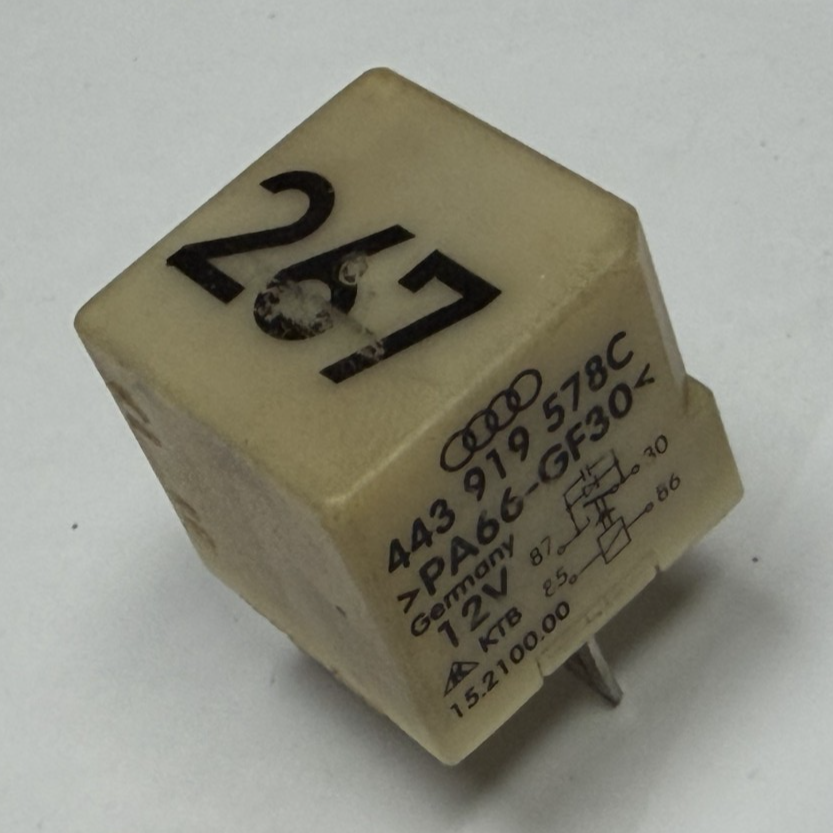 267
443 919 578C
>PA66-GF30<
Germany
12V
KTB
15.2100.00
30
86
87
85